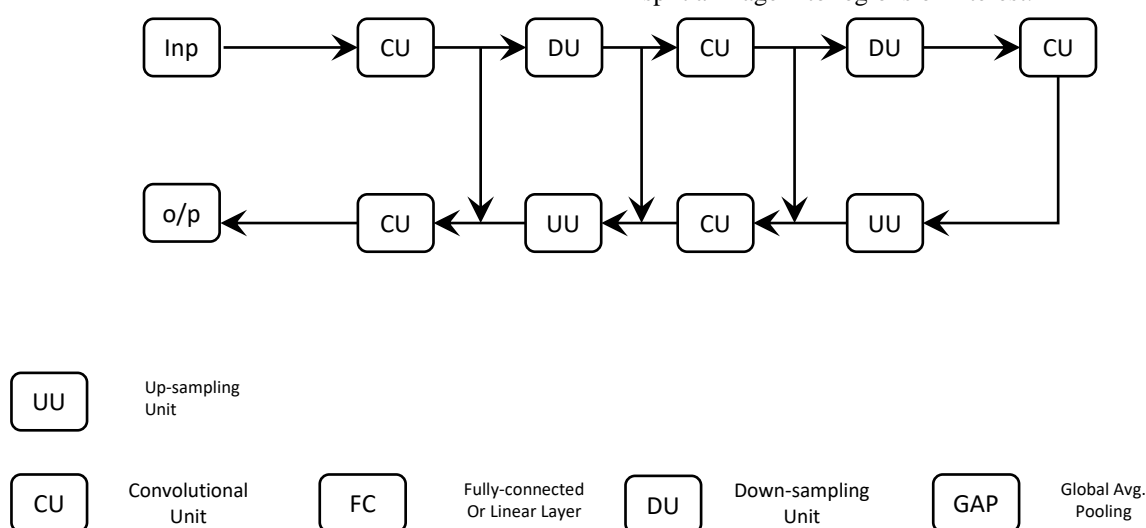 Inp CU DU CU DU CU
o/p CU UU CU UU
UU Up-sampling
Unit
CU Convolutional
Unit
FC Fully-connected
Or Linear Layer
DU Down-sampling
Unit
GAP Global Avg.
Pooling